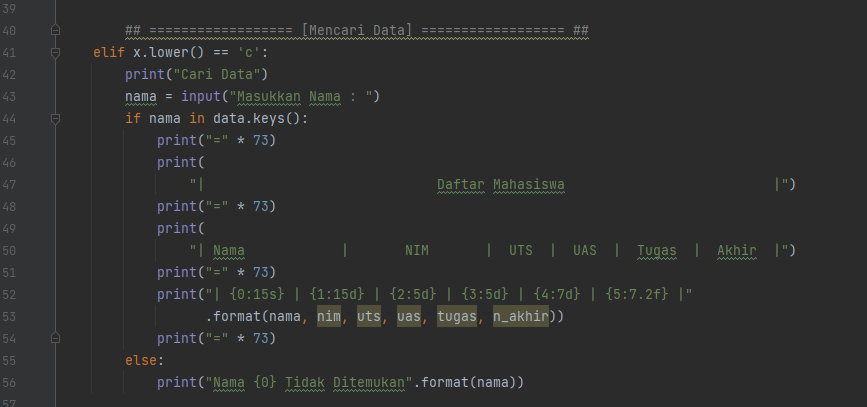 39
40 ## ================== [Mencari Data] ================== ##
41 elif x.lower() == 'c':
42 print("Cari Data")
43 nama = input("Masukkan Nama : ")
44 if nama in data.keys():
45 print("=" * 73)
46 print(
47 "|                             Daftar Mahasiswa                          |")
48 print("=" * 73)
49 print(
50 "| Nama            |       NIM       |  UTS  |  UAS  |  Tugas  |  Akhir  |")
51 print("=" * 73)
52 print("| {0:15s} | {1:15d} | {2:5d} | {3:5d} | {4:7d} | {5:7.2f} |"
53 .format(nama, nim, uts, uas, tugas, n_akhir))
54 print("=" * 73)
55 else:
56 print("Nama {0} Tidak Ditemukan".format(nama))
57